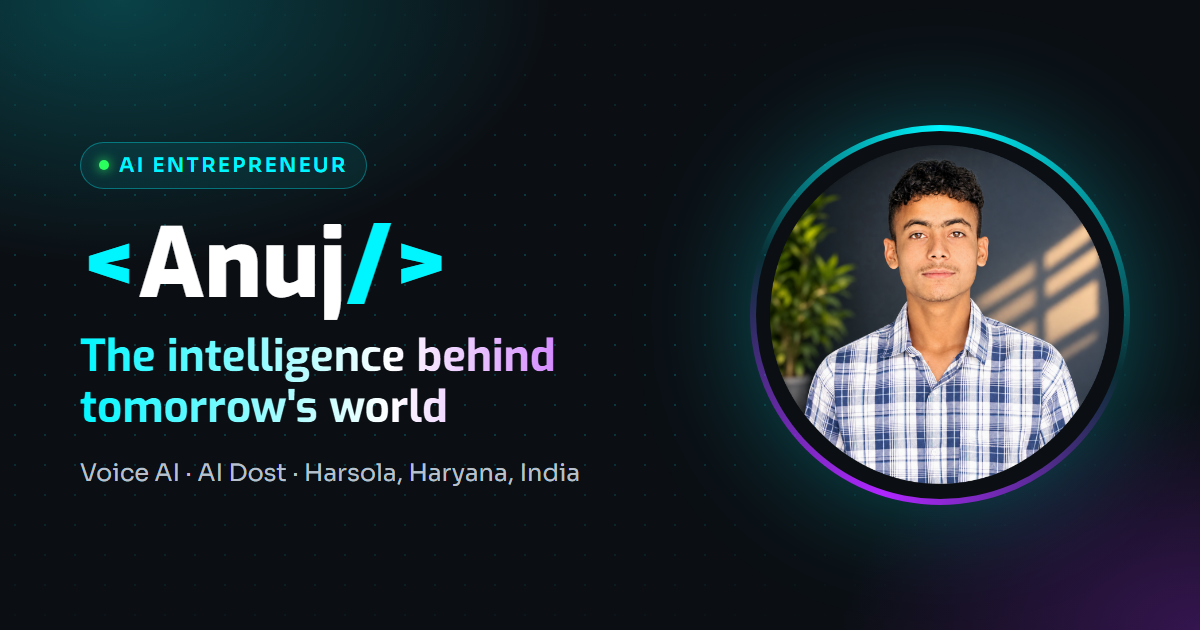 AI ENTREPRENEUR
<Anuj/>
The intelligence behind
tomorrow's world
Voice AI · AI Dost · Harsola, Haryana, India